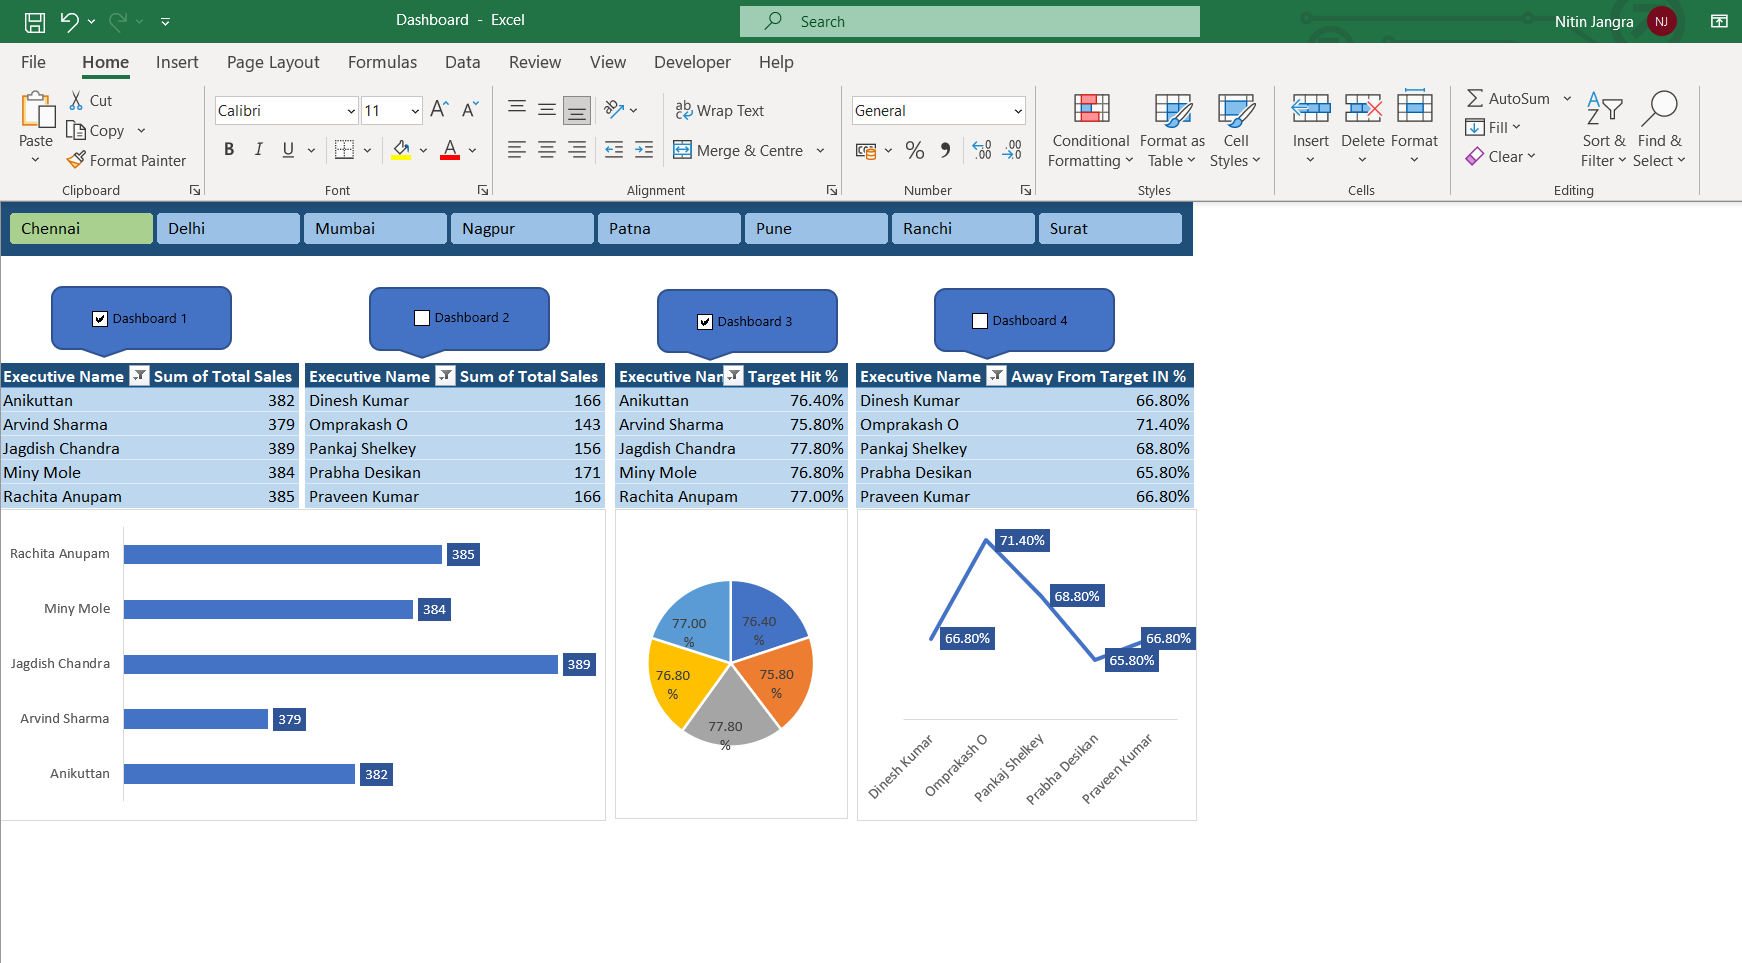 Dashboard - Excel
Search
Nitin Jangra NJ
File Home Insert Page Layout Formulas Data Review View Developer Help
Paste
Cut
Copy
Format Painter
Clipboard
Calibri 11
B I U A
Font
ab Wrap Text
Merge & Centre
Alignment
General
% , .00 .00
Number
Conditional Formatting
Format as Table
Cell Styles
Styles
Insert Delete Format
Cells
AutoSum
Fill
Clear
Sort & Filter
Find & Select
Editing
Chennai Delhi Mumbai Nagpur Patna Pune Ranchi Surat
Dashboard 1 Dashboard 2 Dashboard 3 Dashboard 4
Executive Name Sum of Total Sales Executive Name Sum of Total Sales Executive Nam Target Hit % Executive Name Away From Target IN %
Anikuttan 382 Dinesh Kumar 166 Anikuttan 76.40% Dinesh Kumar 66.80%
Arvind Sharma 379 Omprakash O 143 Arvind Sharma 75.80% Omprakash O 71.40%
Jagdish Chandra 389 Pankaj Shelkey 156 Jagdish Chandra 77.80% Pankaj Shelkey 68.80%
Miny Mole 384 Prabha Desikan 171 Miny Mole 76.80% Prabha Desikan 65.80%
Rachita Anupam 385 Praveen Kumar 166 Rachita Anupam 77.00% Praveen Kumar 66.80%
Rachita Anupam 385
Miny Mole 384
Jagdish Chandra 389
Arvind Sharma 379
Anikuttan 382
77.00 %
76.40 %
76.80 %
75.80 %
77.80 %
71.40%
68.80%
66.80%
66.80%
65.80%
Dinesh Kumar
Omprakash O
Pankaj Shelkey
Prabha Desikan
Praveen Kumar